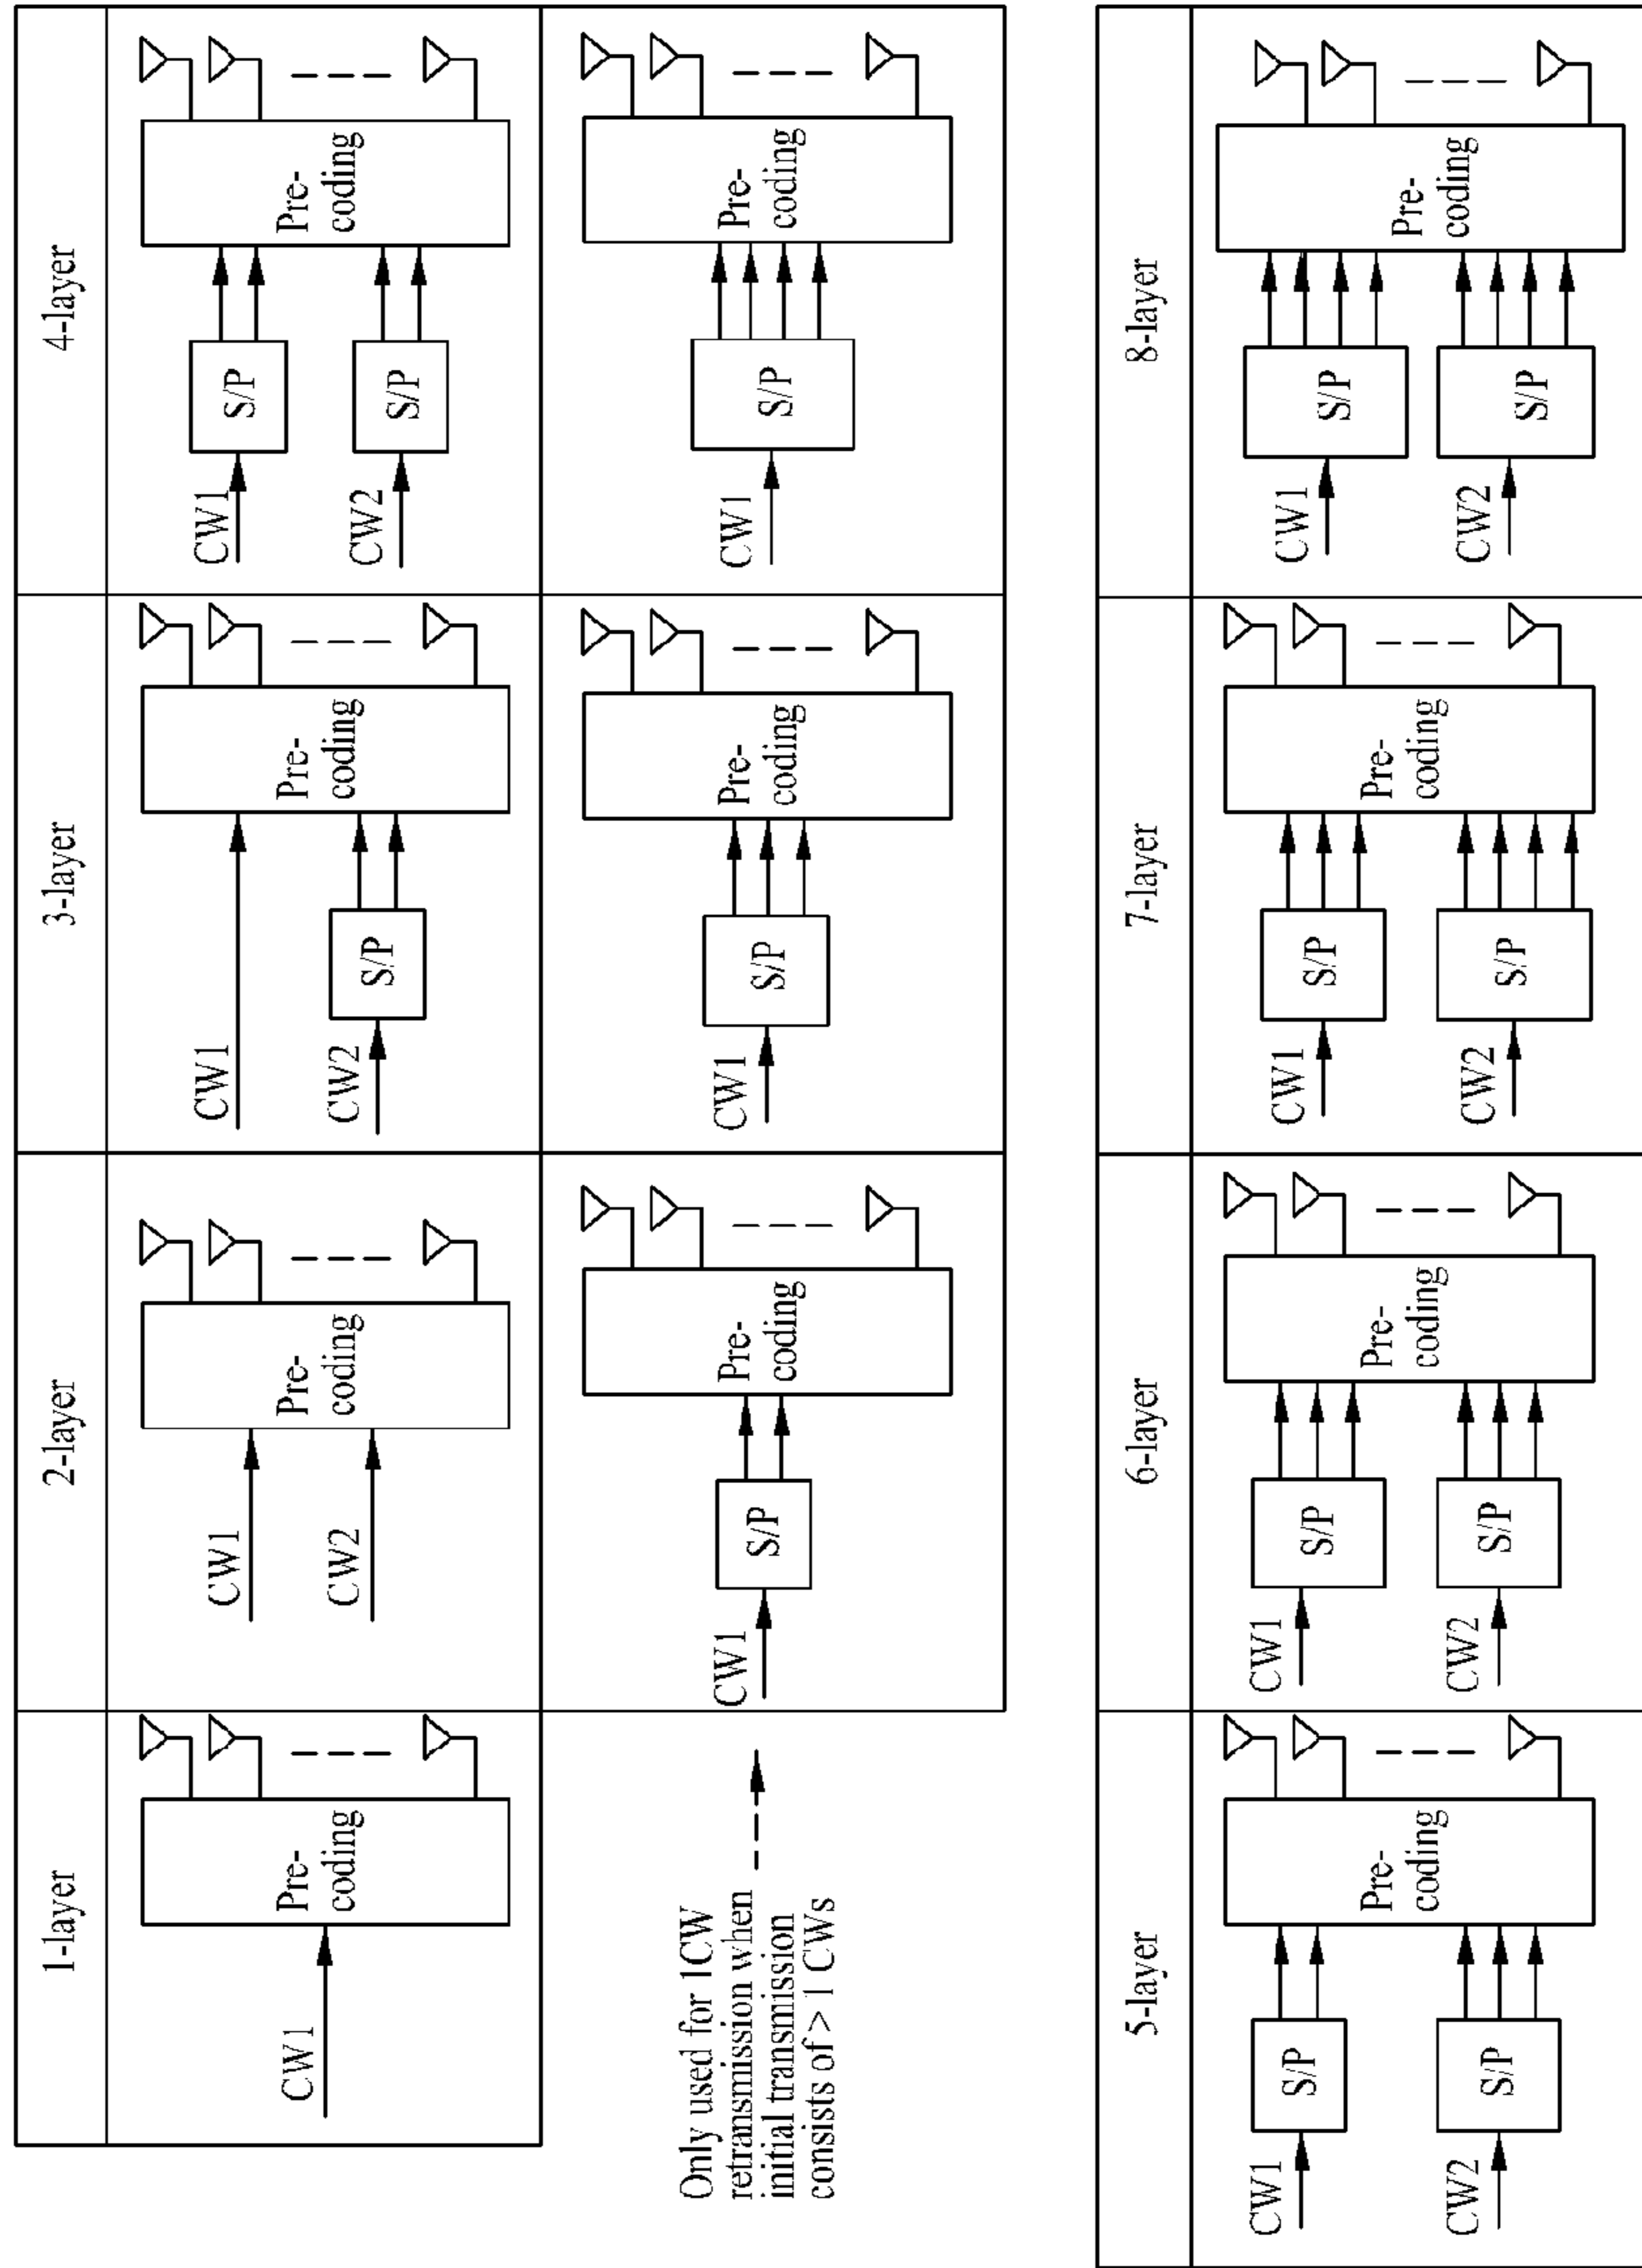 1-layer
2-layer
3-layer
4-layer
CW1
Pre-
coding
CW1
CW2
Pre-
coding
CW1
CW2
S/P
Pre-
coding
CW1
CW2
S/P
S/P
Pre-
coding
Only used for 1CW
retransmission when
initial transmission
consists of > 1 CWs
CW1
S/P
Pre-
coding
CW1
S/P
Pre-
coding
CW1
S/P
Pre-
coding
5-layer
6-layer
7-layer
8-layer
CW1
CW2
S/P
S/P
Pre-
coding
CW1
CW2
S/P
S/P
Pre-
coding
CW1
CW2
S/P
S/P
Pre-
coding
CW1
CW2
S/P
S/P
Pre-
coding